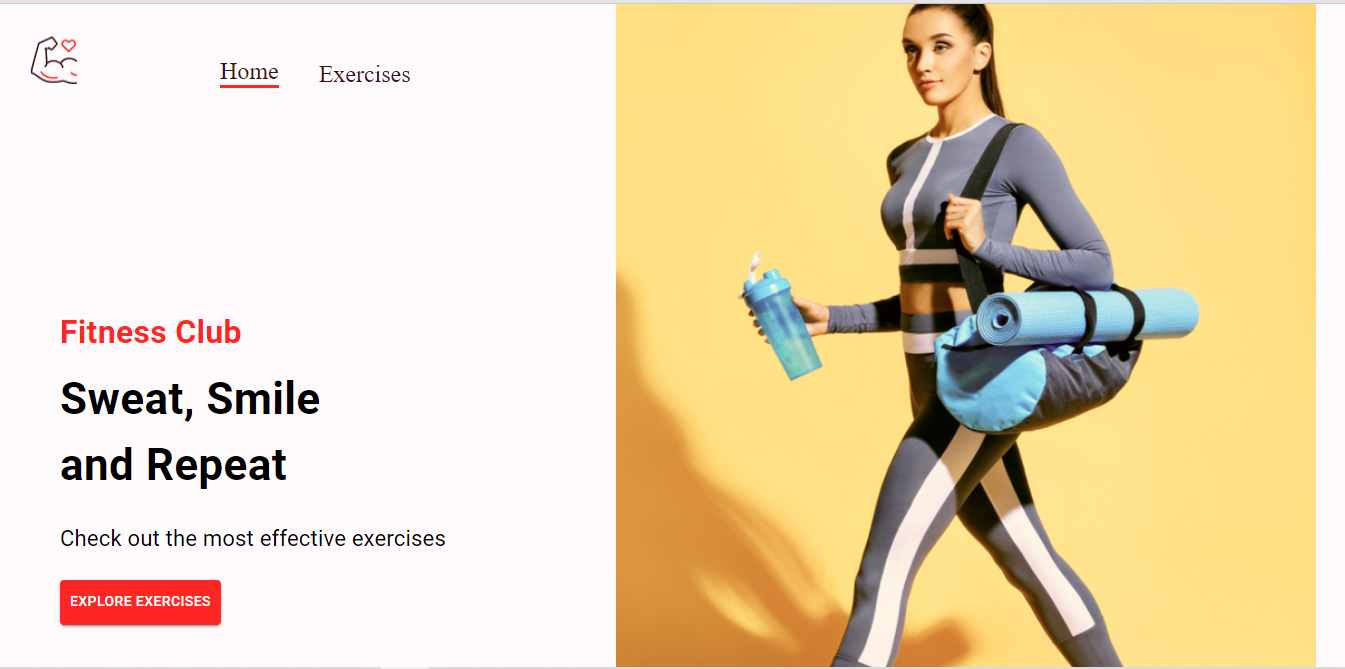 Home
Exercises
Fitness Club
Sweat, Smile
and Repeat
Check out the most effective exercises
EXPLORE EXERCISES